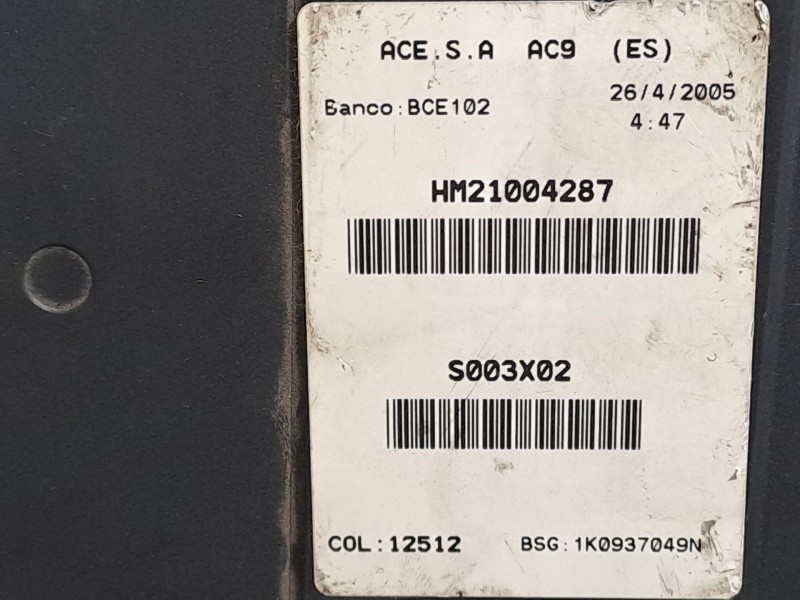 ACE.S.A AC9 (ES)
Banco:BCE102 26/4/2005
4:47
HM21004287
S003X02
COL:12512 BSG:1K0937049N